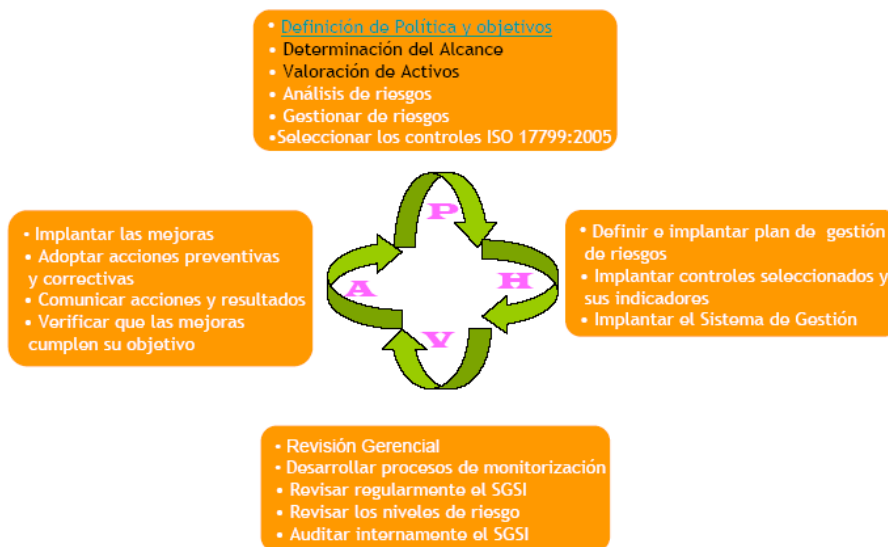 • Definición de Política y objetivos
• Determinación del Alcance
• Valoración de Activos
• Análisis de riesgos
• Gestionar de riesgos
•Seleccionar los controles ISO 17799:2005
P
• Implantar las mejoras
• Adoptar acciones preventivas
y correctivas
• Comunicar acciones y resultados
• Verificar que las mejoras
cumplen su objetivo
A
H
• Definir e implantar plan de gestión
de riesgos
• Implantar controles seleccionados y
sus indicadores
• Implantar el Sistema de Gestión
V
• Revisión Gerencial
• Desarrollar procesos de monitorización
• Revisar regularmente el SGSI
• Revisar los niveles de riesgo
• Auditar internamente el SGSI